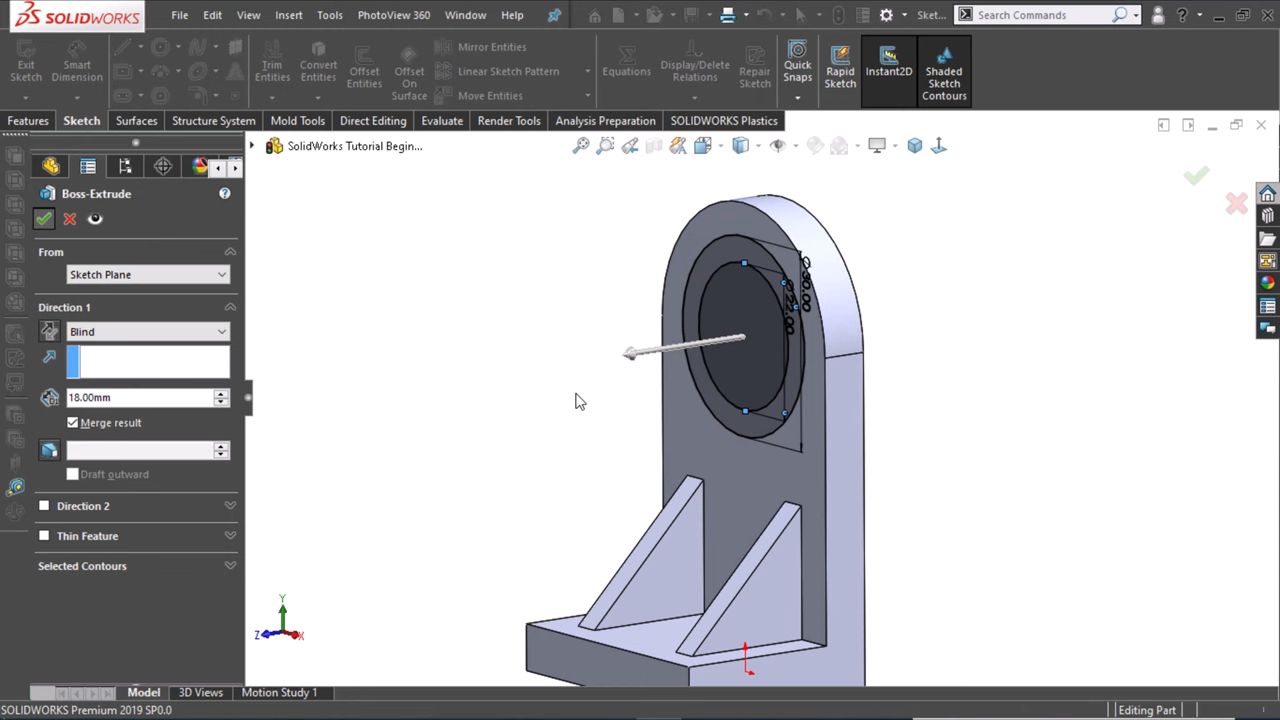 SOLIDWORKS File Edit View Insert Tools PhotoView 360 Window Help Sket... Search Commands ?
Exit Sketch
Smart Dimension
Trim Entities
Convert Entities
Offset Entities
Offset On Surface
Mirror Entities
Linear Sketch Pattern
Move Entities
Equations
Display/Delete Relations
Repair Sketch
Quick Snaps
Rapid Sketch
Instant2D
Shaded Sketch Contours
Features Sketch Surfaces Structure System Mold Tools Direct Editing Evaluate Render Tools Analysis Preparation SOLIDWORKS Plastics
SolidWorks Tutorial Begin...
Boss-Extrude
From
Sketch Plane
Direction 1
Blind
18.00mm
Merge result
Draft outward
Direction 2
Thin Feature
Selected Contours
Ø30.00
Ø22.00
Y
Z X
Model 3D Views Motion Study 1
SOLIDWORKS Premium 2019 SP0.0 Editing Part